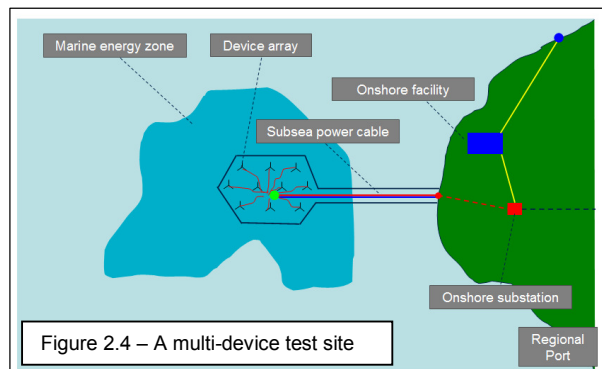 Marine energy zone
Device array
Onshore facility
Subsea power cable
Onshore substation
Regional
Port
Figure 2.4 – A multi-device test site